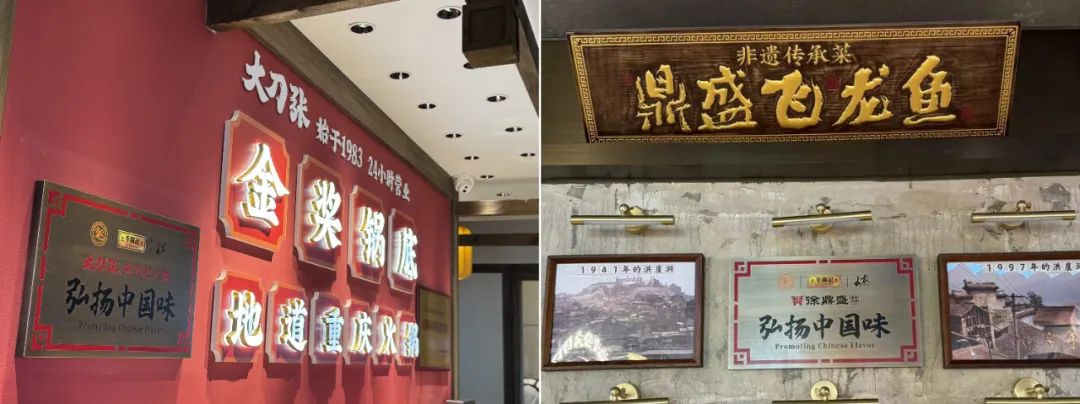 大刀张 始于1983 24小时营业
金奖锅底
地道重庆火锅
弘扬中国味
Promoting Chinese Flavor
非遗传承菜
鼎盛飞龙鱼
1941年的洪崖洞
徐鼎盛
弘扬中国味
Promoting Chinese Flavor
1997年的洪崖洞